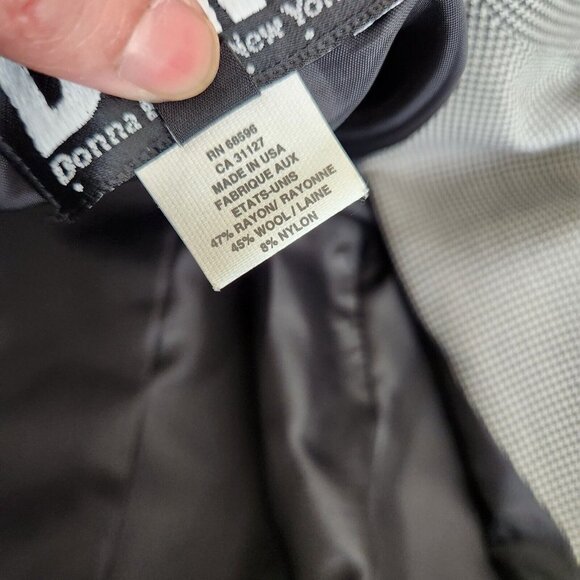 Donna
New York
RN 68596
CA 31127
MADE IN USA
FABRIQUE AUX
ETATS-UNIS
47% RAYON/ RAYONNE
45% WOOL / LAINE
8% NYLON